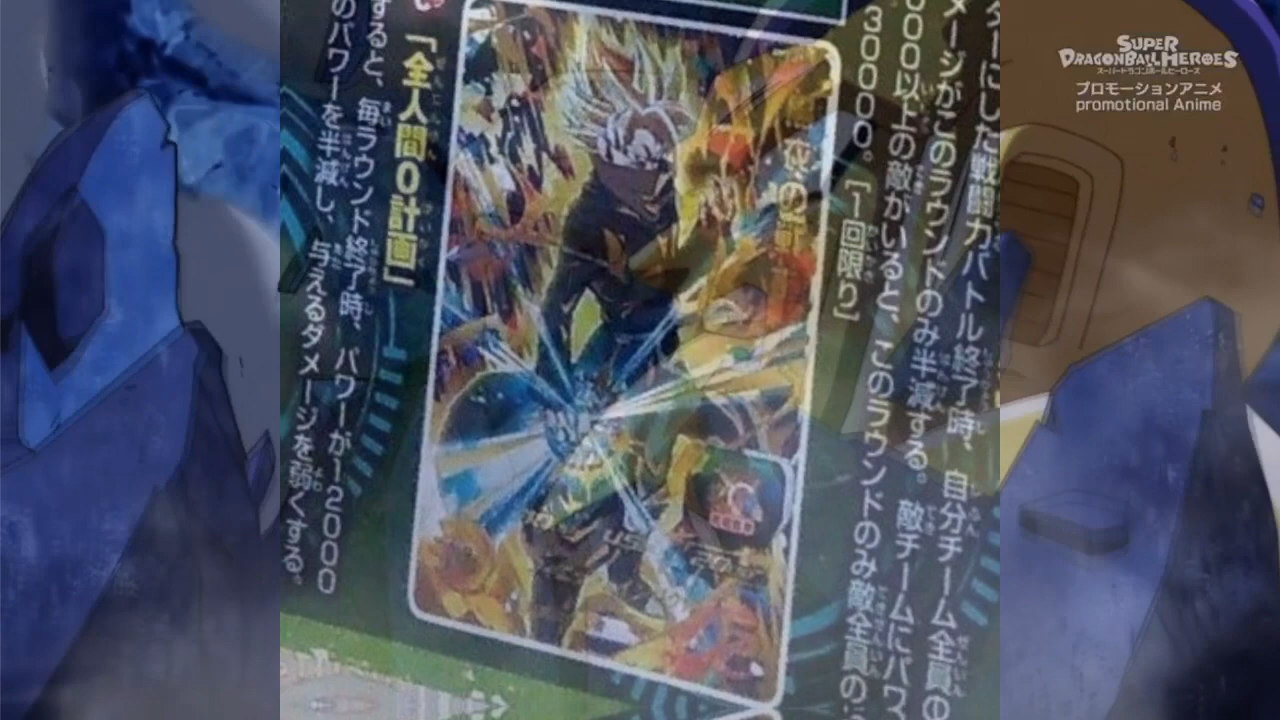 SUPER
DRAGONBALL HEROES
スーパードラゴンボールヒーローズ
プロモーションアニメ
promotional Anime
ターにした戦闘力バトル終了時、自分チーム全員の
メージがこのラウンドのみ半減する。敵チームにパワ
000以上の敵がいると、このラウンドのみ敵全員の
30000。[1回限り]
「全人間0計画」
すると、毎ラウンド終了時、パワーが12000
のパワーを半減し、与えるダメージを弱くする。